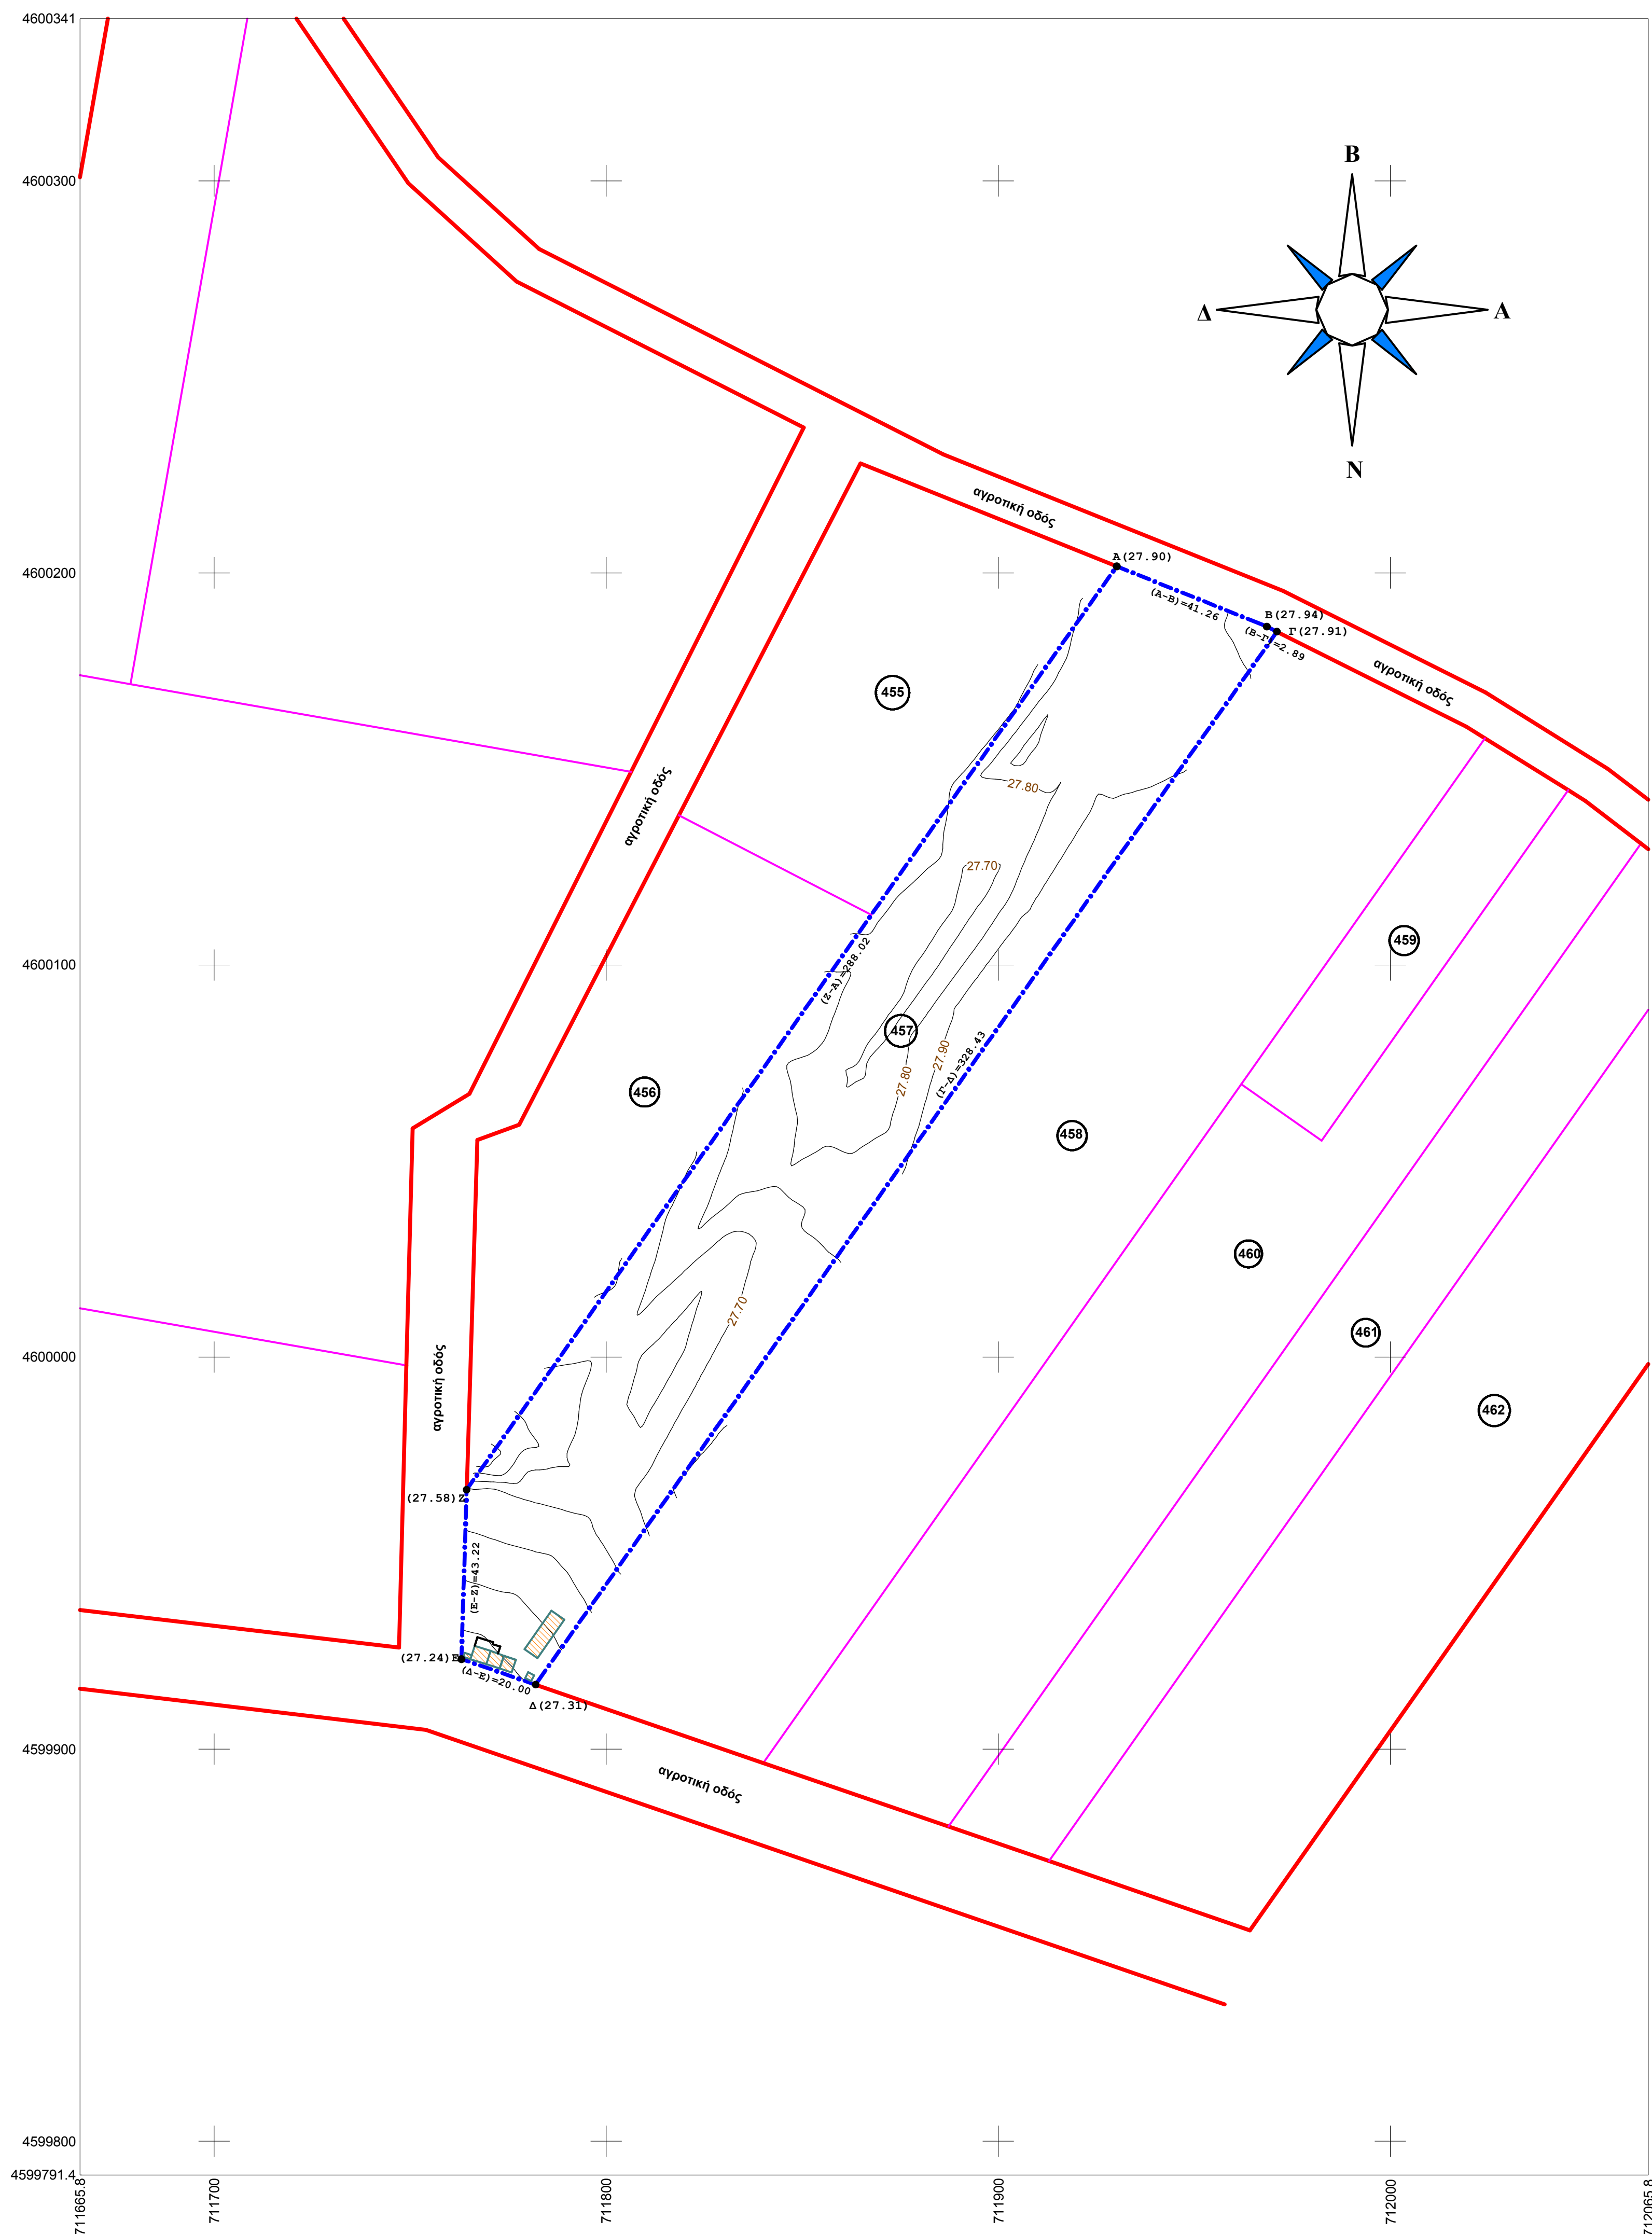 4600341
B
4600300
Δ
A
N
αγροτική οδός
A(27.90)
4600200
(A-B)=41.26
B(27.94)
Γ(27.91)
(B-Γ)=2.89
αγροτική οδός
455
αγροτική οδός
27.80
27.70
459
4600100
(Z-A)=288.02
457
27.90
(Γ-Δ)=328.43
27.80
456
458
460
27.70
461
4600000
αγροτική οδός
462
(27.58)Z
(E-Z)=43.22
(27.24)E
(Δ-E)=20.00
Δ(27.31)
4599900
αγροτική οδός
4599800
4599791.4
711665.8
711700
711800
711900
712000
712065.8